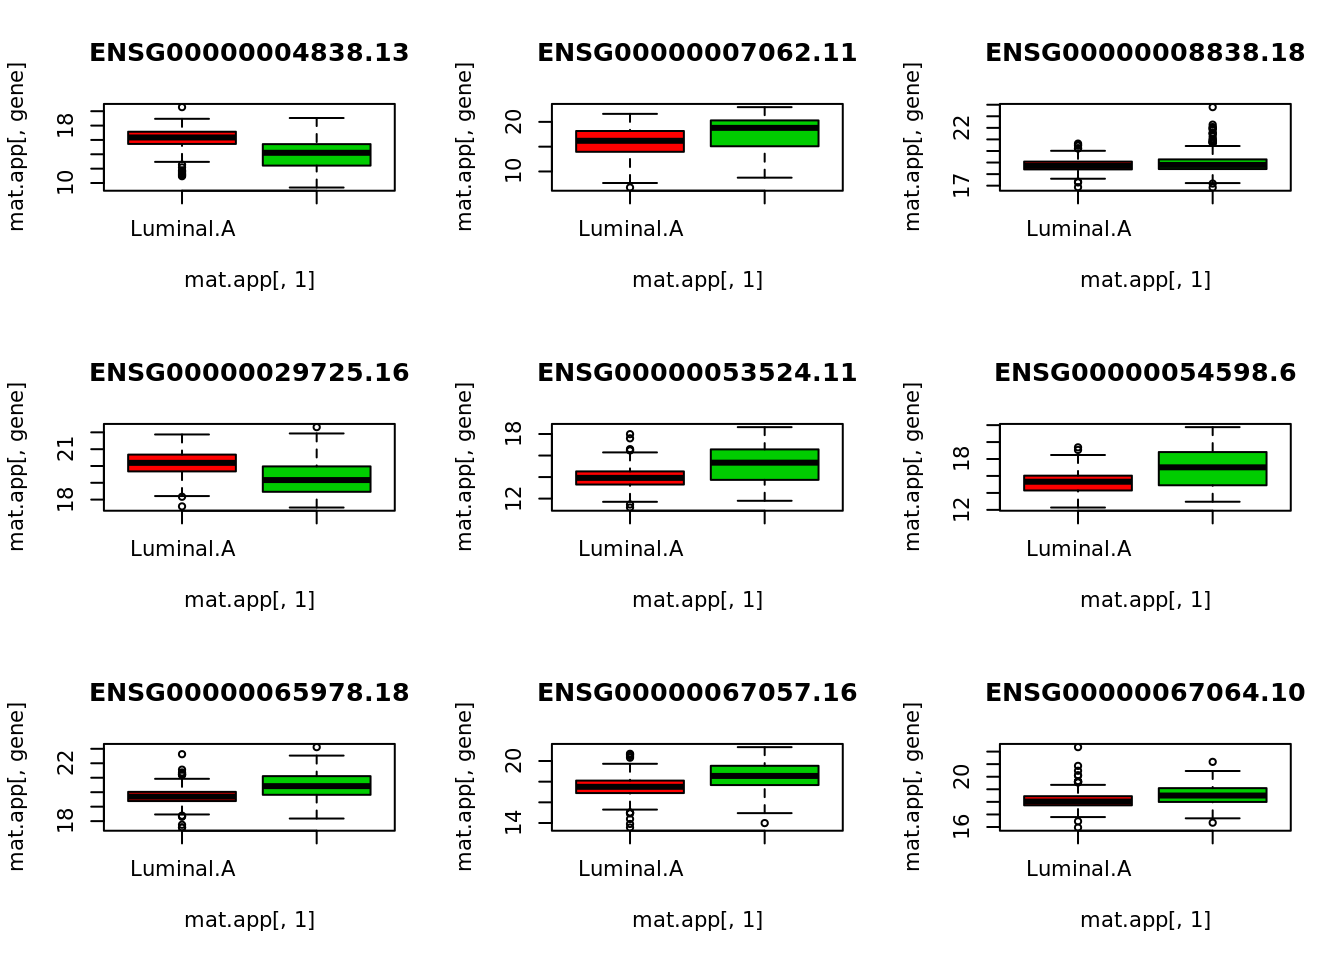 ENSG00000004838.13
mat.app[, gene]
18
10
Luminal.A
mat.app[, 1]
ENSG00000007062.11
mat.app[, gene]
20
10
Luminal.A
mat.app[, 1]
ENSG00000008838.18
mat.app[, gene]
22
17
Luminal.A
mat.app[, 1]
ENSG00000029725.16
mat.app[, gene]
21
18
Luminal.A
mat.app[, 1]
ENSG00000053524.11
mat.app[, gene]
18
12
Luminal.A
mat.app[, 1]
ENSG00000054598.6
mat.app[, gene]
18
12
Luminal.A
mat.app[, 1]
ENSG00000065978.18
mat.app[, gene]
22
18
Luminal.A
mat.app[, 1]
ENSG00000067057.16
mat.app[, gene]
20
14
Luminal.A
mat.app[, 1]
ENSG00000067064.10
mat.app[, gene]
20
16
Luminal.A
mat.app[, 1]